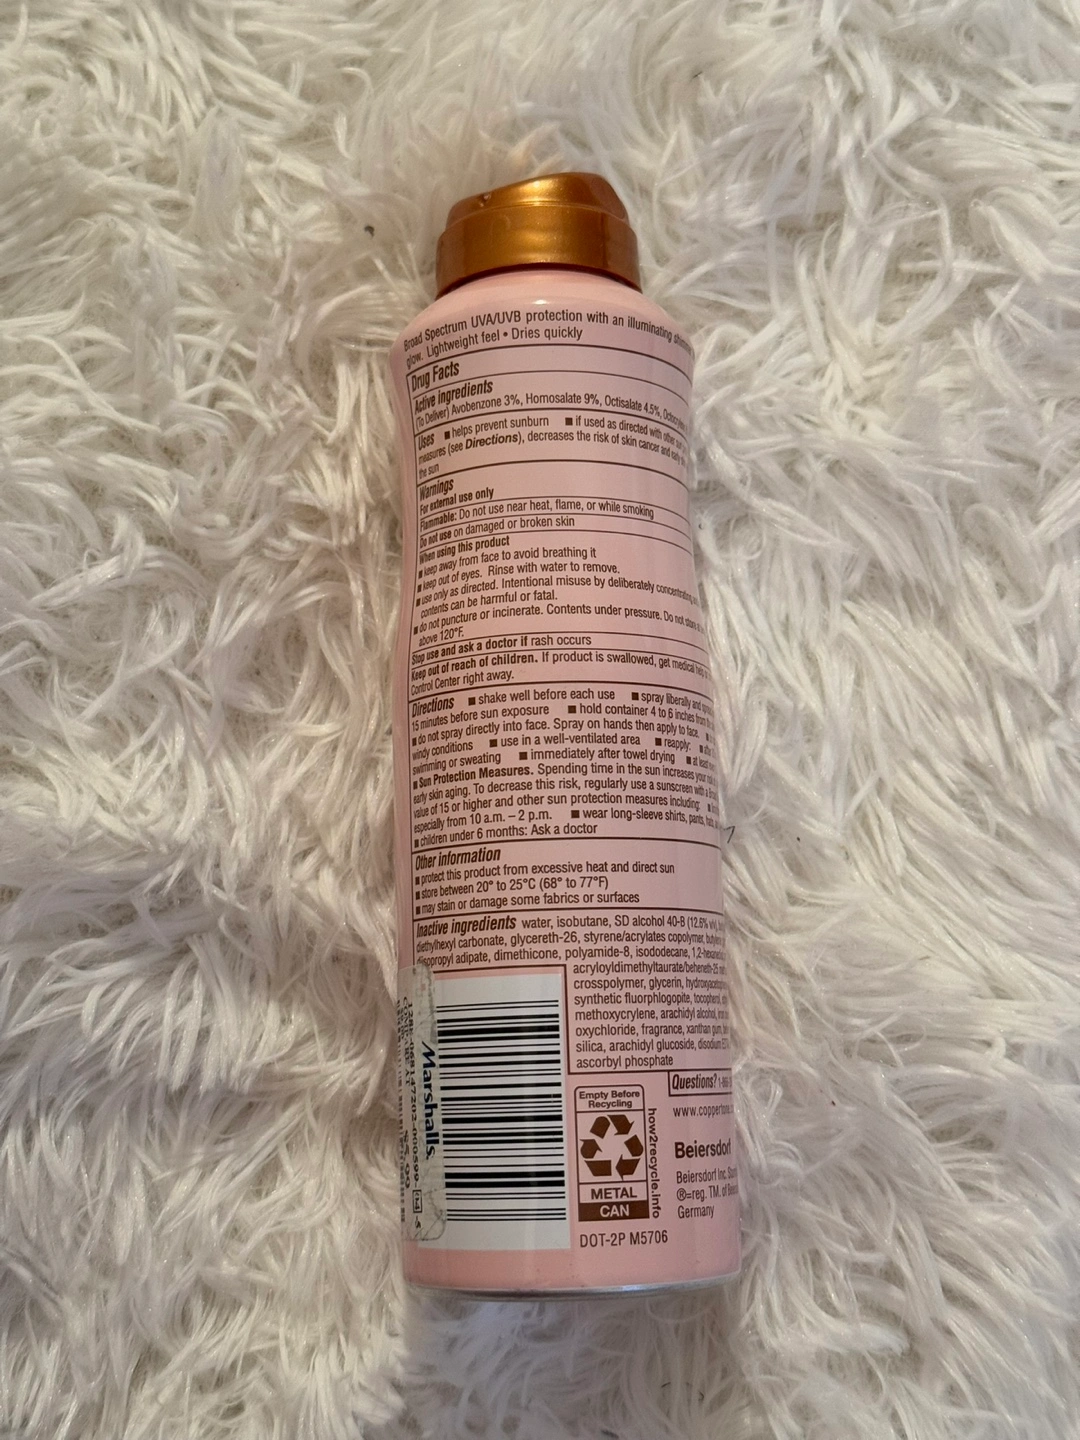 Broad Spectrum UVA/UVB protection with an illuminating shimmer
glow. Lightweight feel • Dries quickly
Drug Facts
Active ingredients
(To Deliver) Avobenzone 3%, Homosalate 9%, Octisalate 4.5%,
Uses ■ helps prevent sunburn ■ if used as directed with other
measures (see Directions), decreases the risk of skin cancer and early
the sun
Warnings
For external use only
Flammable: Do not use near heat, flame, or while smoking
Do not use on damaged or broken skin
When using this product
■ keep away from face to avoid breathing it
■ keep out of eyes. Rinse with water to remove.
■ use only as directed. Intentional misuse by deliberately concentrating
contents can be harmful or fatal.
■ do not puncture or incinerate. Contents under pressure. Do not store at
above 120°F.
Stop use and ask a doctor if rash occurs
Keep out of reach of children. If product is swallowed, get medical help
Control Center right away.
Directions ■ shake well before each use ■ spray liberally and
15 minutes before sun exposure ■ hold container 4 to 6 inches from
■ do not spray directly into face. Spray on hands then apply to face. ■
windy conditions ■ use in a well-ventilated area ■ reapply: ■
swimming or sweating ■ immediately after towel drying ■ at least
■ Sun Protection Measures. Spending time in the sun increases your
early skin aging. To decrease this risk, regularly use a sunscreen with a
value of 15 or higher and other sun protection measures including: ■
especially from 10 a.m. – 2 p.m. ■ wear long-sleeve shirts, pants,
■ children under 6 months: Ask a doctor
Other information
■ protect this product from excessive heat and direct sun
■ store between 20° to 25°C (68° to 77°F)
■ may stain or damage some fabrics or surfaces
Inactive ingredients water, isobutane, SD alcohol 40-B (12.6%
diethylhexyl carbonate, glycereth-26, styrene/acrylates copolymer,
diisopropyl adipate, dimethicone, polyamide-8, isododecane,
acryloyldimethyltaurate/beheneth-25
crosspolymer, glycerin,
synthetic fluorphlogopite, tocopherol,
methoxycrylene, arachidyl alcohol,
oxychloride, fragrance, xanthan gum,
silica, arachidyl glucoside, disodium
ascorbyl phosphate
Marshalls
Empty Before
Recycling
METAL
CAN
how2recycle.info
DOT-2P M5706
Questions?
Beiersdorf
Beiersdorf Inc.
®=reg. TM. of
Germany